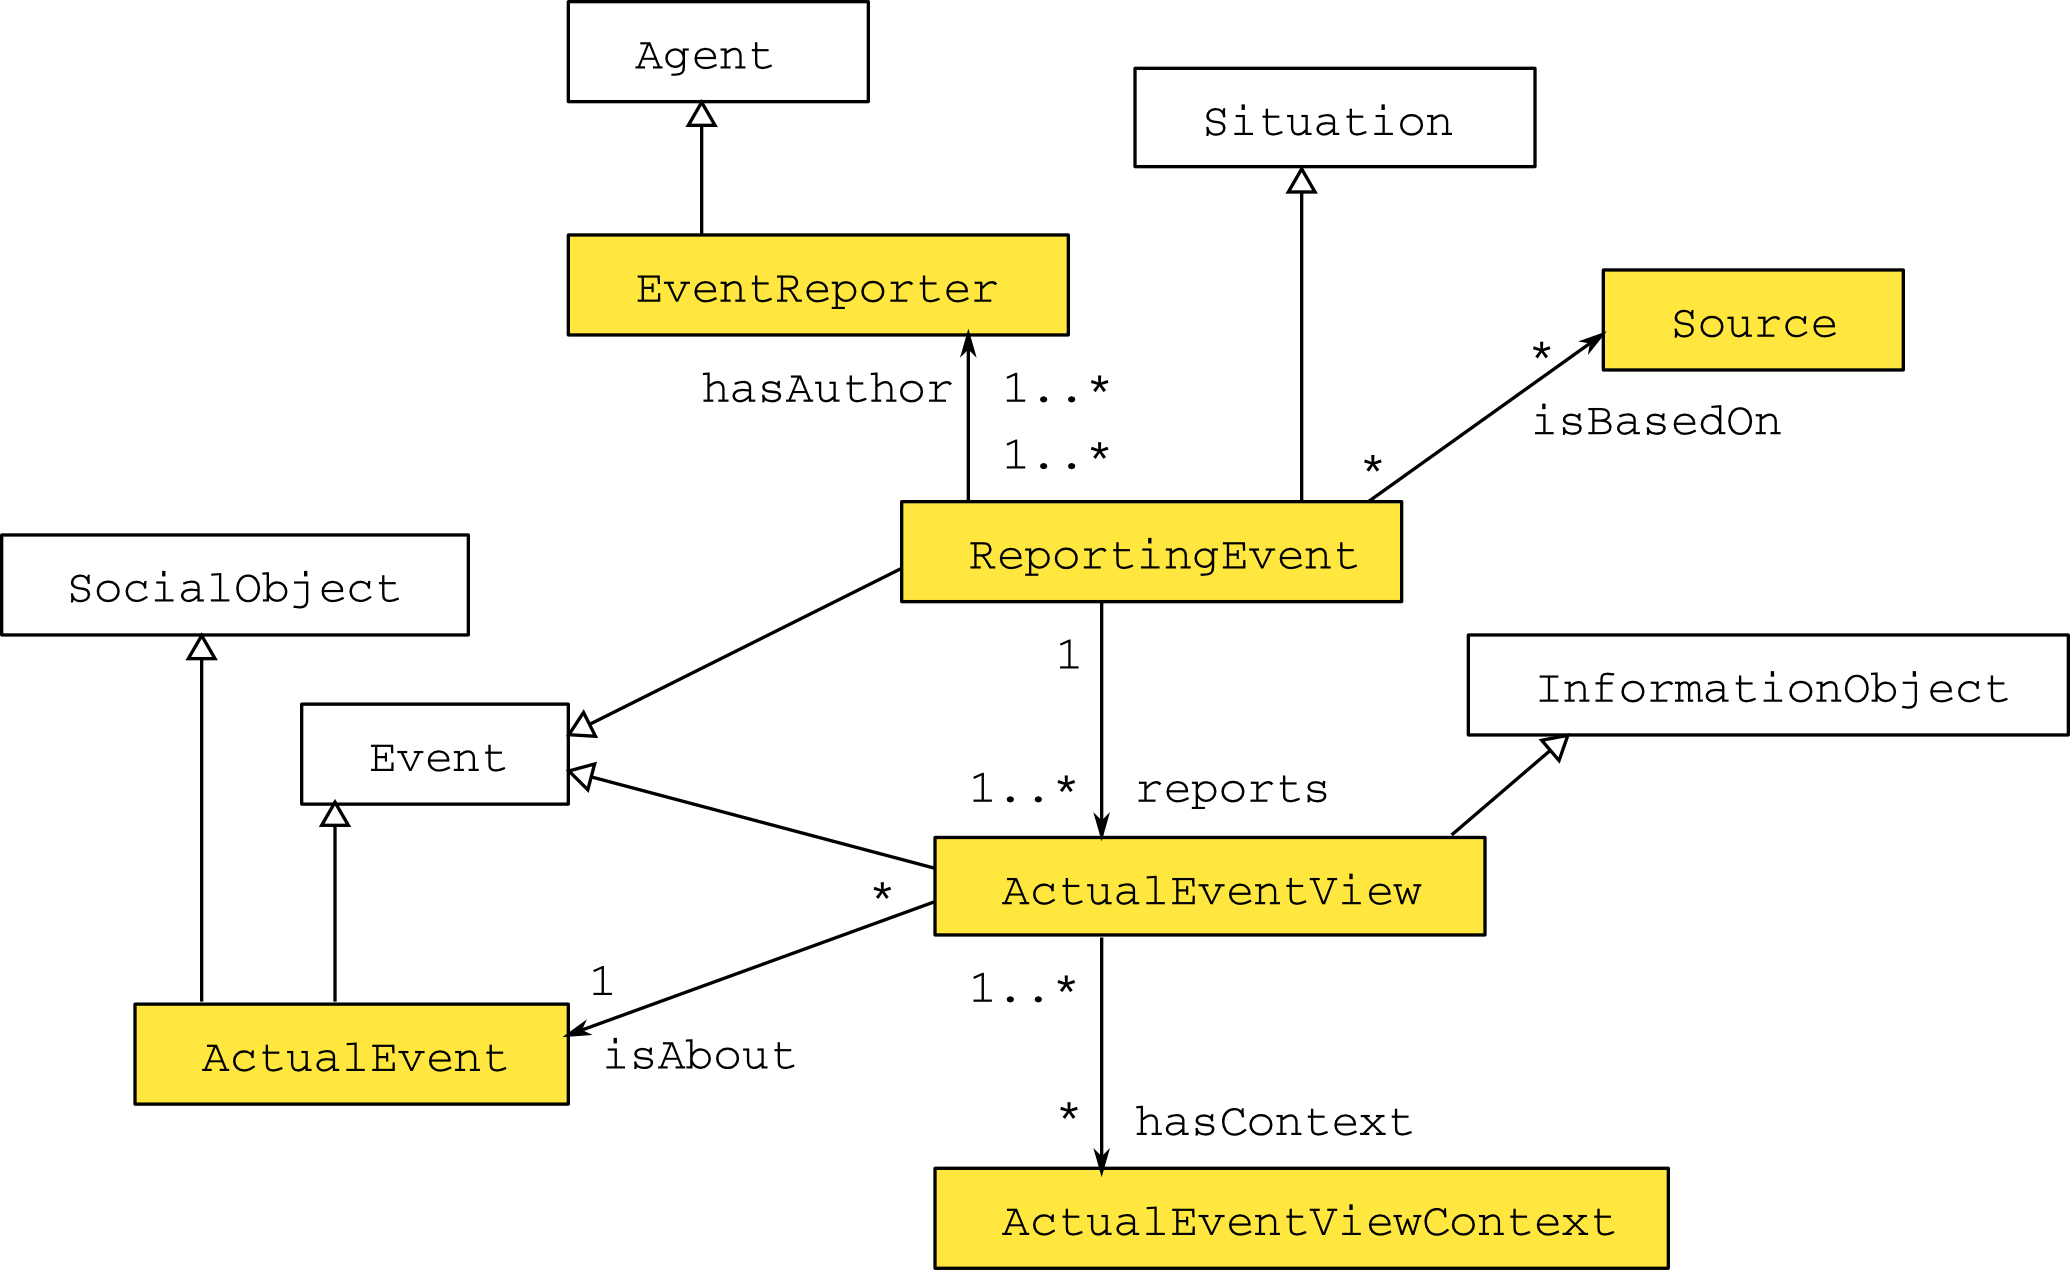 Agent
Situation
EventReporter
Source
*
hasAuthor
1..*
isBasedOn
1..*
*
ReportingEvent
SocialObject
1
InformationObject
Event
1..*
reports
ActualEventView
*
1
1..*
ActualEvent
isAbout
*
hasContext
ActualEventViewContext